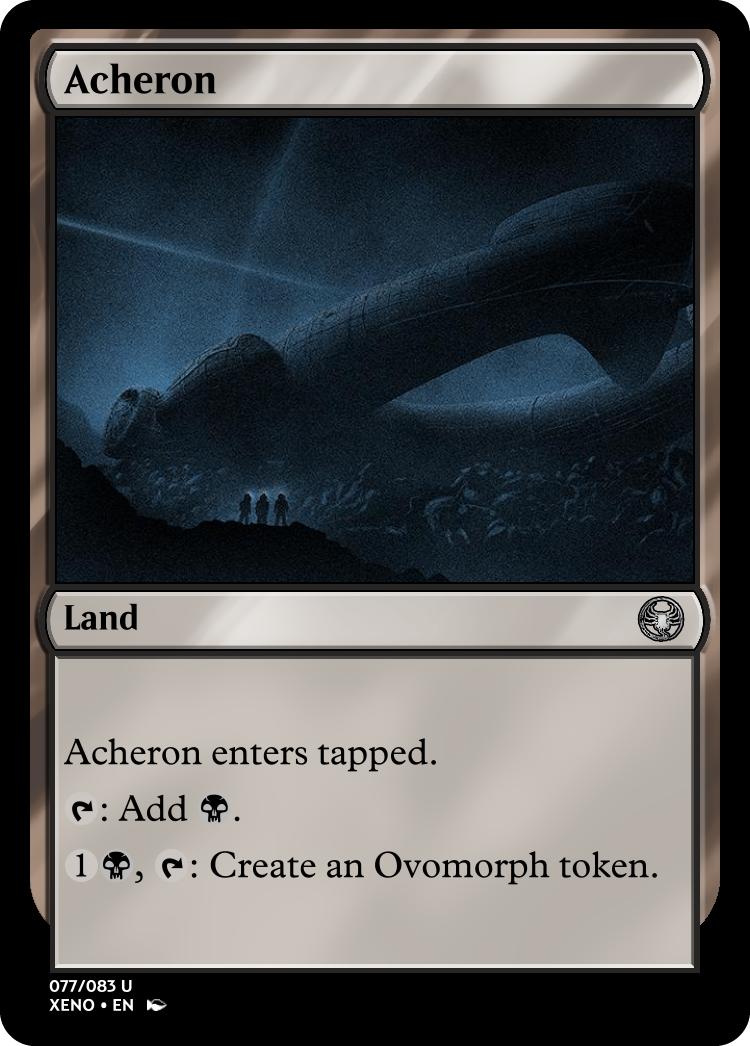 Acheron
Land
Acheron enters tapped.
: Add .
1, : Create an Ovomorph token.
077/083 U
XENO • EN